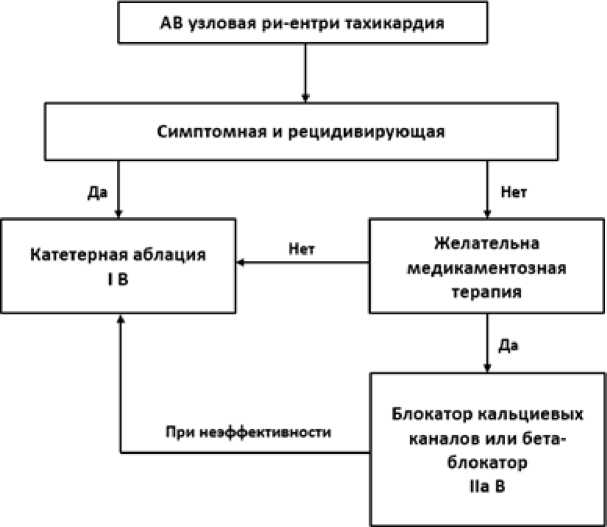 АВ узловая ри-ентри тахикардия
Симптомная и рецидивирующая
Да
Нет
Катетерная аблация
I B
Нет
Желательна
медикаментозная
терапия
Да
При неэффективности
Блокатор кальциевых
каналов или бета-
блокатор
IIa B